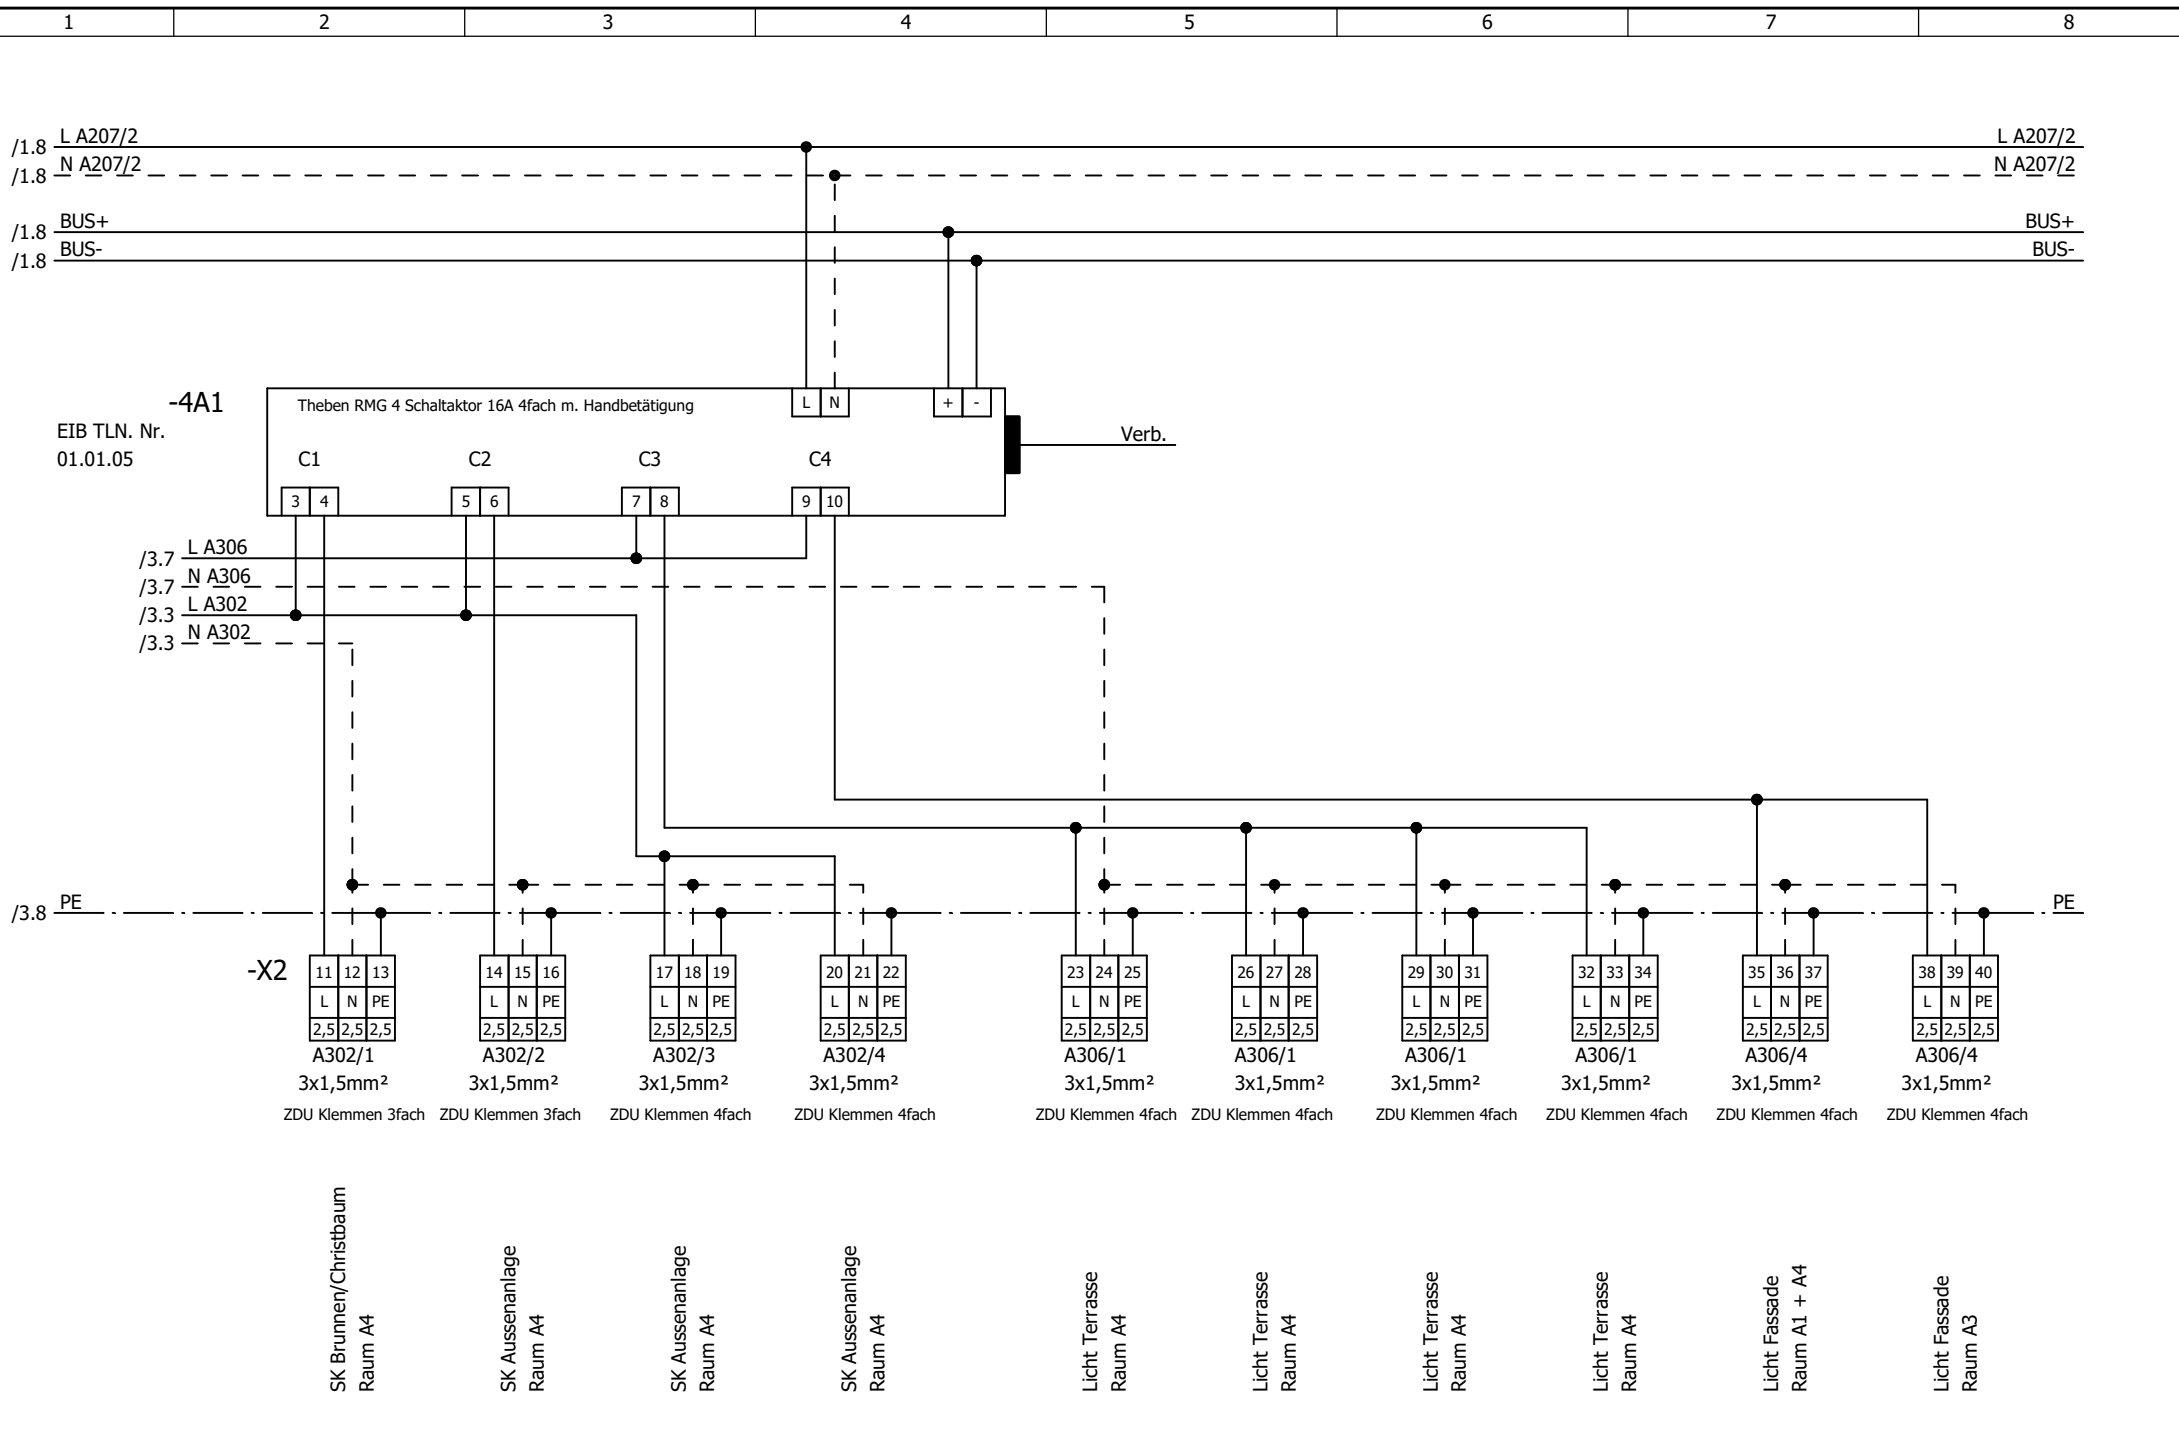 1 2 3 4 5 6 7 8
L A207/2 L A207/2
/1.8
N A207/2 N A207/2
/1.8
BUS+ BUS+
/1.8
BUS- BUS-
/1.8
-4A1 Theben RMG 4 Schaltaktor 16A 4fach m. Handbetätigung L N + -
EIB TLN. Nr. Verb.
01.01.05 C1 C2 C3 C4
3 4 5 6 7 8 9 10
L A306
/3.7
N A306
/3.7
L A302
/3.3
N A302
/3.3
PE PE
/3.8
-X2 11 12 13 14 15 16 17 18 19 20 21 22 23 24 25 26 27 28 29 30 31 32 33 34 35 36 37 38 39 40
L N PE L N PE L N PE L N PE L N PE L N PE L N PE L N PE L N PE L N PE
2,5 2,5 2,5 2,5 2,5 2,5 2,5 2,5 2,5 2,5 2,5 2,5 2,5 2,5 2,5 2,5 2,5 2,5 2,5 2,5 2,5 2,5 2,5 2,5 2,5 2,5 2,5 2,5 2,5 2,5
A302/1 A302/2 A302/3 A302/4 A306/1 A306/1 A306/1 A306/1 A306/4 A306/4
3x1,5mm² 3x1,5mm² 3x1,5mm² 3x1,5mm² 3x1,5mm² 3x1,5mm² 3x1,5mm² 3x1,5mm² 3x1,5mm² 3x1,5mm²
ZDU Klemmen 3fach ZDU Klemmen 3fach ZDU Klemmen 4fach ZDU Klemmen 4fach ZDU Klemmen 4fach ZDU Klemmen 4fach ZDU Klemmen 4fach ZDU Klemmen 4fach ZDU Klemmen 4fach ZDU Klemmen 4fach
SK Brunnen/Christbaum
Raum A4
SK Aussenanlage
Raum A4
SK Aussenanlage
Raum A4
SK Aussenanlage
Raum A4
Licht Terrasse
Raum A4
Licht Terrasse
Raum A4
Licht Terrasse
Raum A4
Licht Terrasse
Raum A4
Licht Fassade
Raum A1 + A4
Licht Fassade
Raum A3